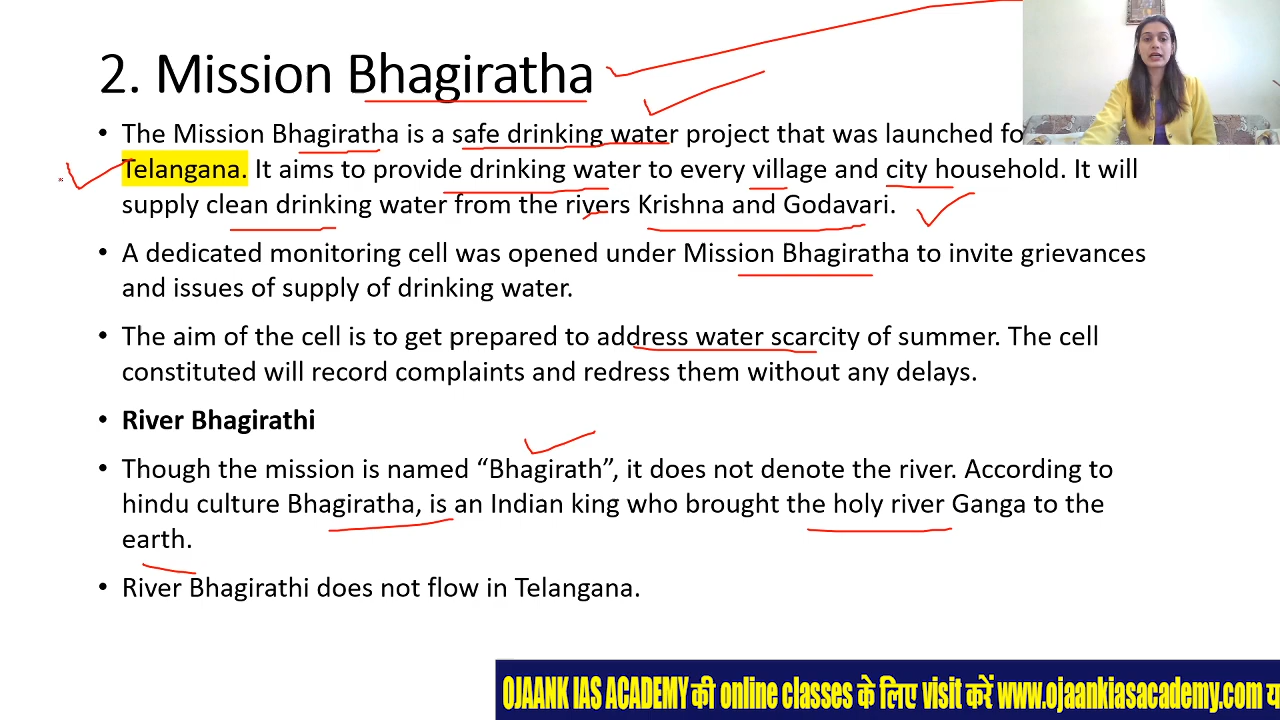 2. Mission Bhagiratha
• The Mission Bhagiratha is a safe drinking water project that was launched fo
Telangana. It aims to provide drinking water to every village and city household. It will
supply clean drinking water from the rivers Krishna and Godavari.
• A dedicated monitoring cell was opened under Mission Bhagiratha to invite grievances
and issues of supply of drinking water.
• The aim of the cell is to get prepared to address water scarcity of summer. The cell
constituted will record complaints and redress them without any delays.
• River Bhagirathi
• Though the mission is named “Bhagirath”, it does not denote the river. According to
hindu culture Bhagiratha, is an Indian king who brought the holy river Ganga to the
earth.
• River Bhagirathi does not flow in Telangana.
OJAANK IAS ACADEMY की online classes के लिए visit करें www.ojaankiasacademy.com य